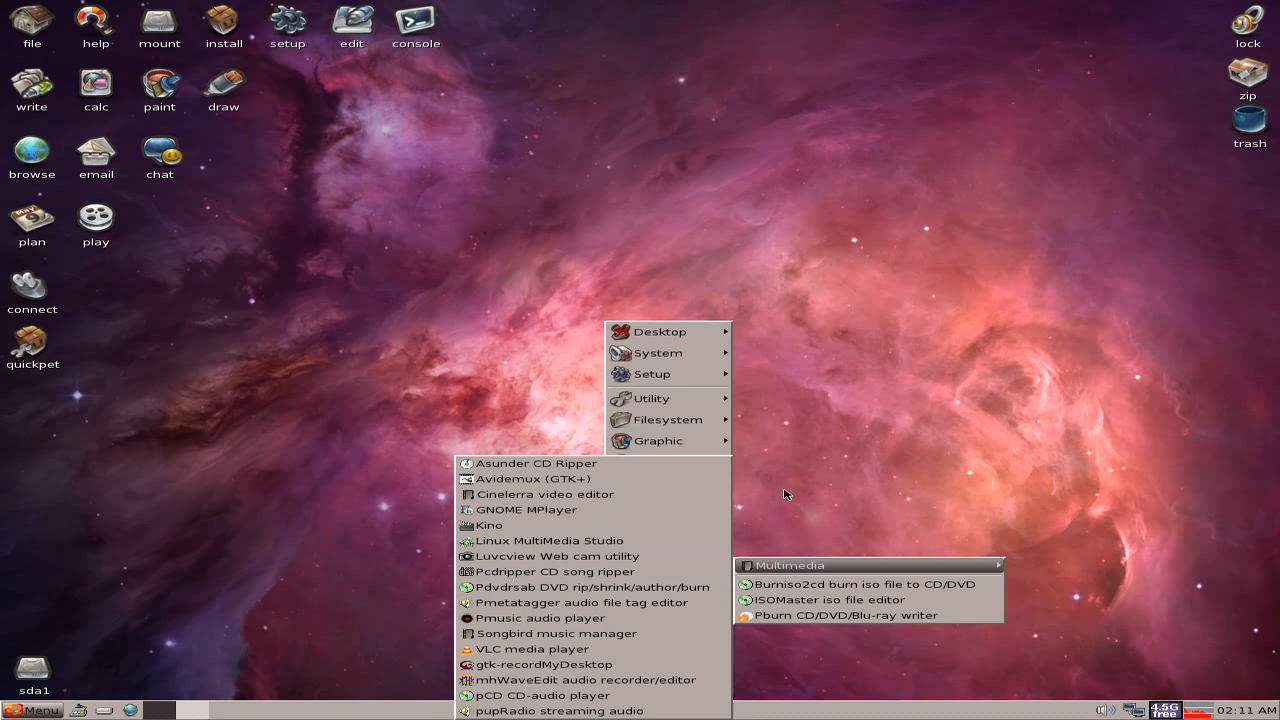 file help mount install setup edit console lock
zip
write calc paint draw
trash
browse email chat
plan play
connect
quickpet
Desktop
System
Setup
Utility
Filesystem
Graphic
Asunder CD Ripper
Avidemux (GTK+)
Cinelerra video editor
GNOME MPlayer
Kino
Linux MultiMedia Studio
Luvcview Web cam utility
Pcdripper CD song ripper
Pdvdrsab DVD rip/shrink/author/burn
Pmetatagger audio file tag editor
Pmusic audio player
Songbird music manager
VLC media player
gtk-recordMyDesktop
mhWaveEdit audio recorder/editor
pCD CD-audio player
pupRadio streaming audio
Multimedia
Burniso2cd burn iso file to CD/DVD
ISOMaster iso file editor
Pburn CD/DVD/Blu-ray writer
sda1
Menu
4.5G
free
02:11 AM